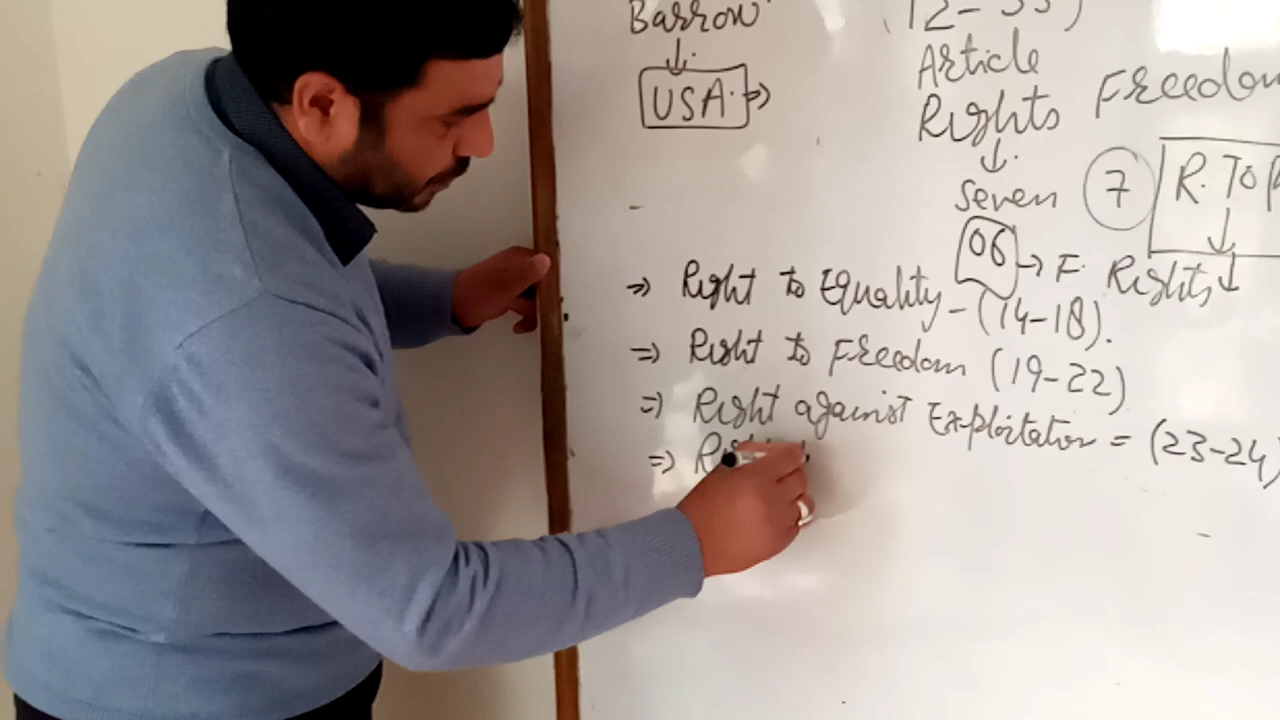 Barrow
USA
12-35)
Article
Rights Freedom
Seven 7
06 F. Rights
⇒ Right to Equality - (14-18).
⇒ Right to Freedom (19-22)
⇒ Right against Exploitation = (23-24)
⇒